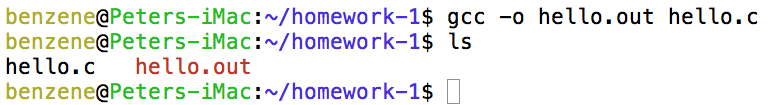 benzene@Peters-iMac:~/homework-1$ gcc -o hello.out hello.c
benzene@Peters-iMac:~/homework-1$ ls
hello.c   hello.out
benzene@Peters-iMac:~/homework-1$